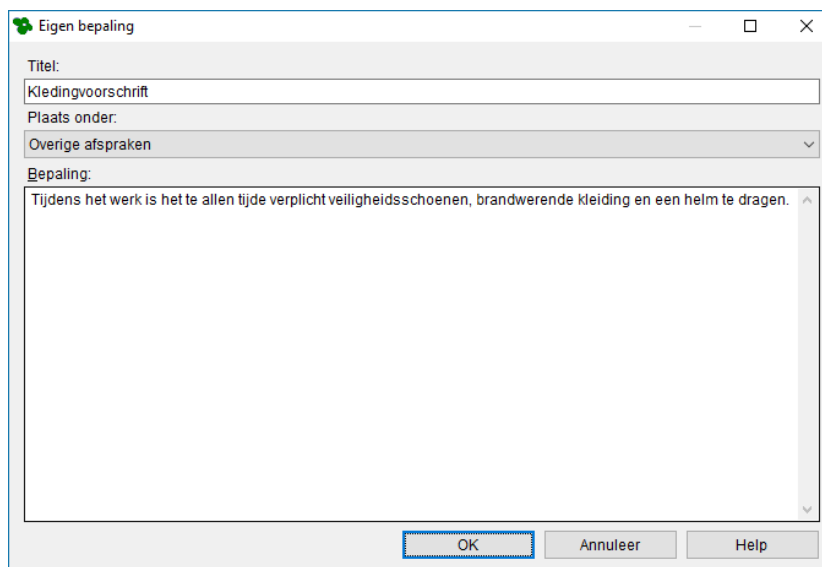 Eigen bepaling
Titel:
Kledingvoorschrift
Plaats onder:
Overige afspraken
Bepaling:
Tijdens het werk is het te allen tijde verplicht veiligheidsschoenen, brandwerende kleiding en een helm te dragen.
OK
Annuleer
Help